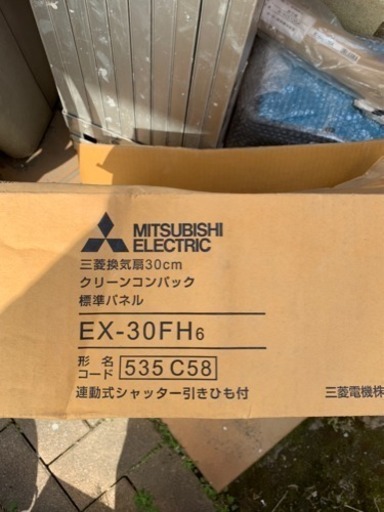 MITSUBISHI
ELECTRIC
三菱換気扇30cm
クリーンコンパック
標準パネル
EX-30FH6
形名コード 535 C58
連動式シャッター引きひも付
三菱電機株